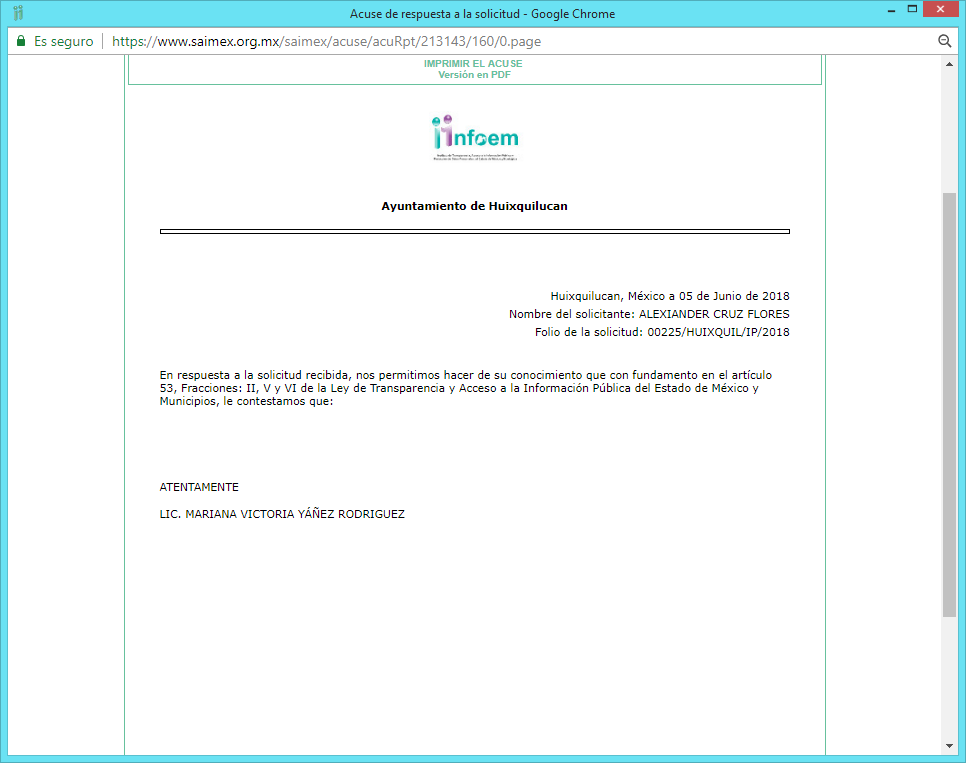 Acuse de respuesta a la solicitud - Google Chrome
Es seguro | https://www.saimex.org.mx/saimex/acuse/acuRpt/213143/160/0.page
IMPRIMIR EL ACUSE
Versión en PDF
infoem
Ayuntamiento de Huixquilucan
Huixquilucan, México a 05 de Junio de 2018
Nombre del solicitante: ALEXIANDER CRUZ FLORES
Folio de la solicitud: 00225/HUIXQUIL/IP/2018
En respuesta a la solicitud recibida, nos permitimos hacer de su conocimiento que con fundamento en el artículo
53, Fracciones: II, V y VI de la Ley de Transparencia y Acceso a la Información Pública del Estado de México y
Municipios, le contestamos que:
ATENTAMENTE
LIC. MARIANA VICTORIA YÁÑEZ RODRIGUEZ